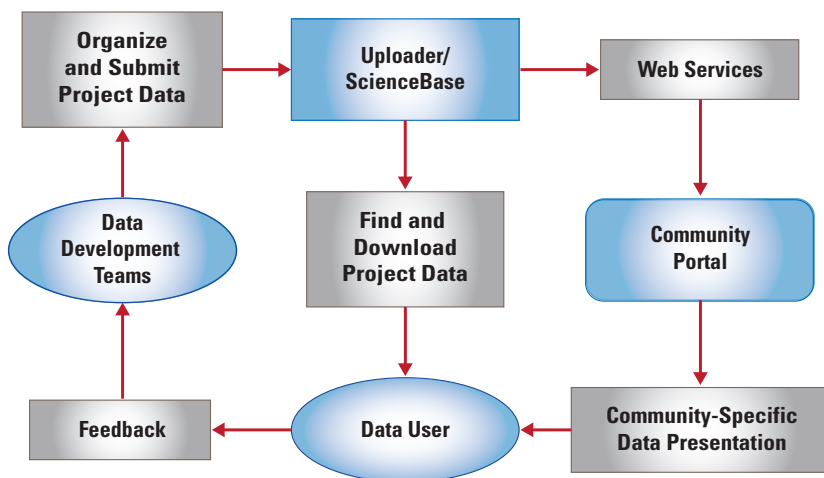 Organize
and Submit
Project Data
Uploader/
ScienceBase
Web Services
Data
Development
Teams
Find and
Download
Project Data
Community
Portal
Feedback
Data User
Community-Specific
Data Presentation